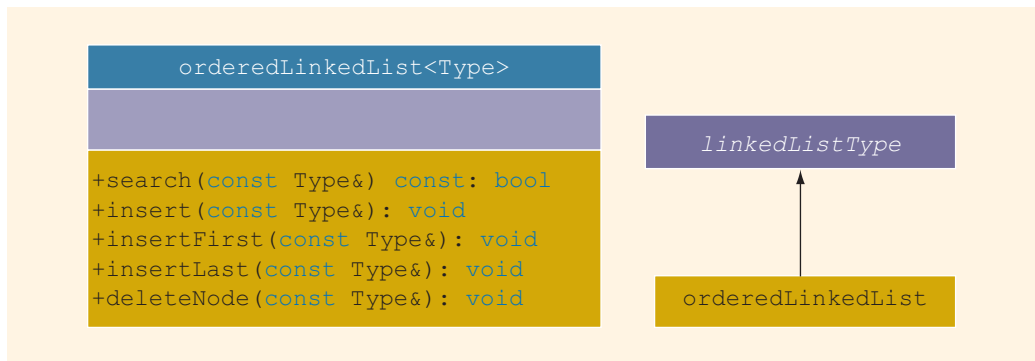 orderedLinkedList<Type>
+search(const Type&) const: bool
+insert(const Type&): void
+insertFirst(const Type&): void
+insertLast(const Type&): void
+deleteNode(const Type&): void
linkedListType
orderedLinkedList